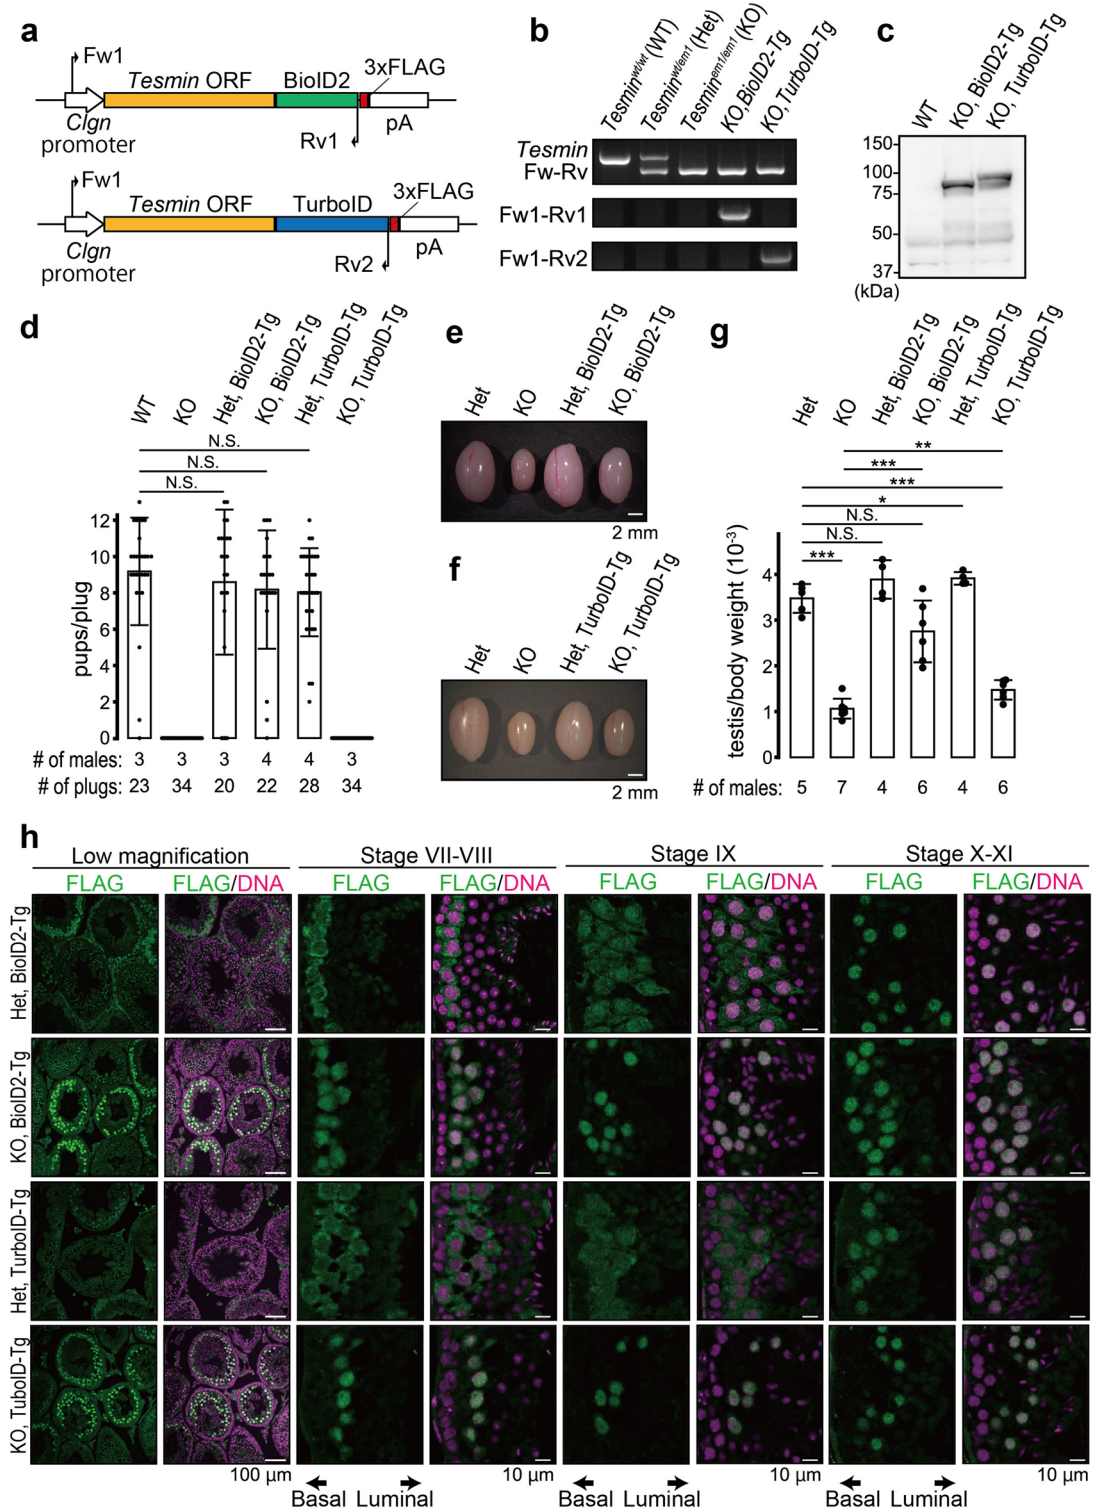 a
Fw1
Tesmin ORF
BioID2
3xFLAG
Clgn
promoter
Rv1
pA
Fw1
Tesmin ORF
TurboID
3xFLAG
Clgn
promoter
Rv2
pA
b
Tesmin^wt/wt (WT)
Tesmin^wt/em1 (Het)
Tesmin^em1/em1 (KO)
KO,BioID2-Tg
KO,TurboID-Tg
Tesmin
Fw-Rv
Fw1-Rv1
Fw1-Rv2
c
WT
KO, BioID2-Tg
KO, TurboID-Tg
150
100
75
50
37
(kDa)
d
WT
KO
Het, BioID2-Tg
KO, BioID2-Tg
Het, TurboID-Tg
KO, TurboID-Tg
N.S.
N.S.
N.S.
pups/plug
12
10
8
6
4
2
0
# of males: 3 3 3 4 4 3
# of plugs: 23 34 20 22 28 34
e
Het
KO
Het, BioID2-Tg
KO, BioID2-Tg
2 mm
f
Het
KO
Het, TurboID-Tg
KO, TurboID-Tg
2 mm
g
Het
KO
Het, BioID2-Tg
KO, BioID2-Tg
Het, TurboID-Tg
KO, TurboID-Tg
**
***
***
*
N.S.
N.S.
***
testis/body weight (10⁻³)
4
3
2
1
0
# of males: 5 7 4 6 4 6
h
Low magnification
Stage VII-VIII
Stage IX
Stage X-XI
FLAG FLAG/DNA FLAG FLAG/DNA FLAG FLAG/DNA FLAG FLAG/DNA
Het, BioID2-Tg
KO, BioID2-Tg
Het, TurboID-Tg
KO, TuboID-Tg
100 µm
10 µm
10 µm
10 µm
Basal Luminal
Basal Luminal
Basal Luminal